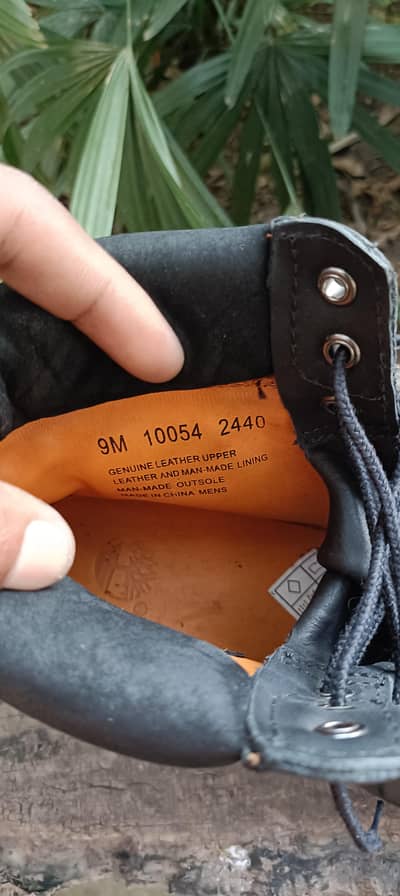 9M 10054 2440
GENUINE LEATHER UPPER
LEATHER AND MAN-MADE LINING
MAN-MADE OUTSOLE
MADE IN CHINA MENS